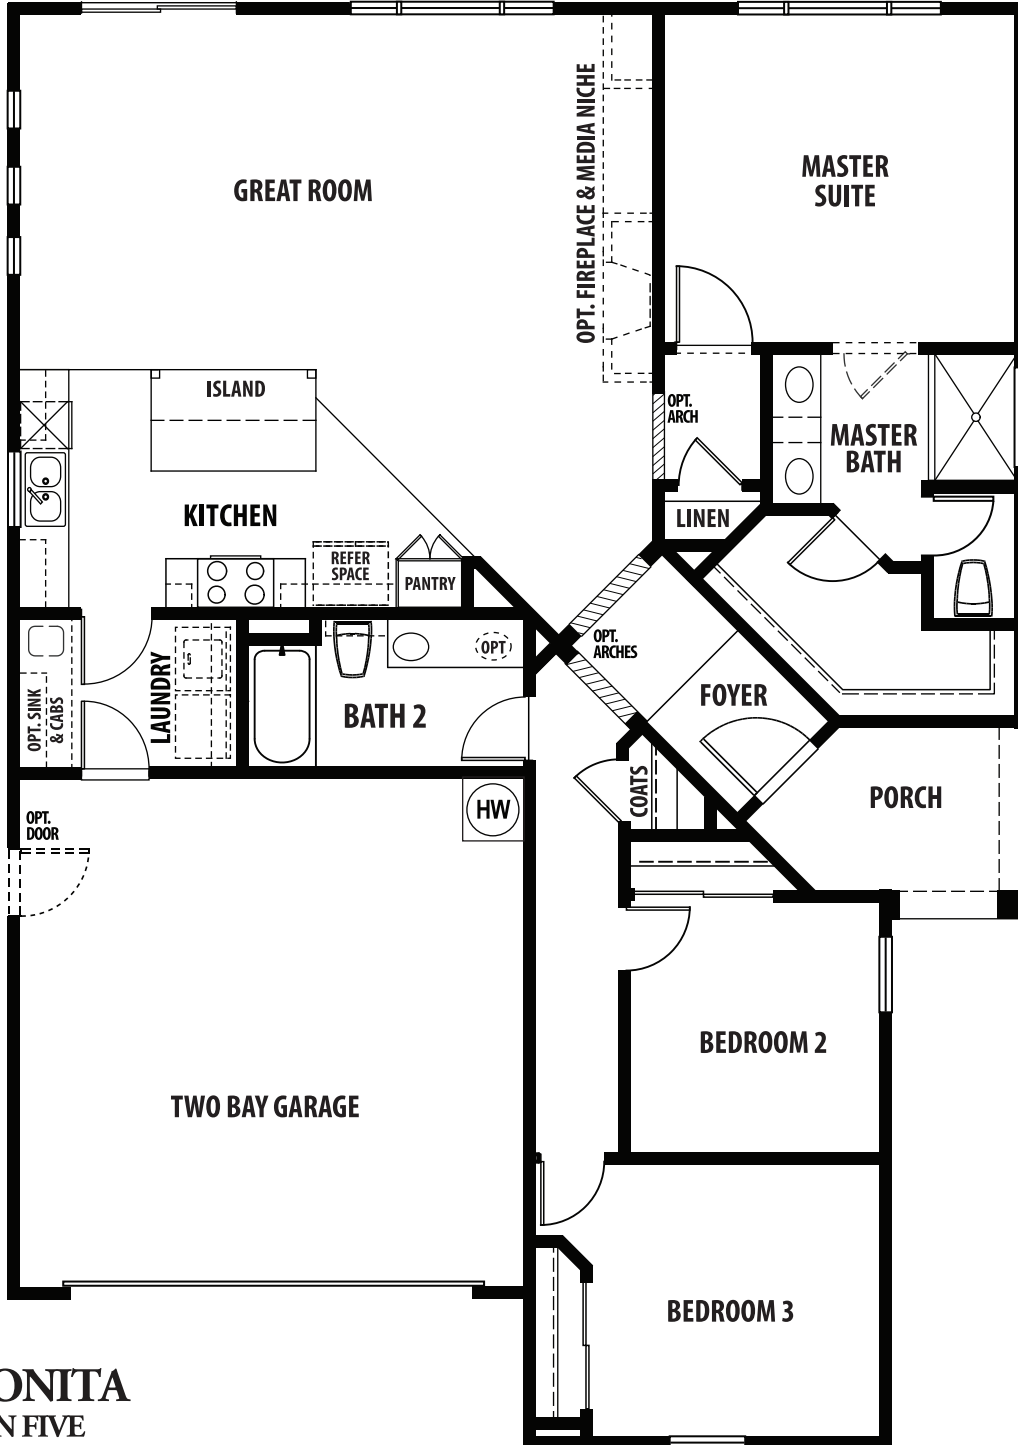 MASTER
SUITE
GREAT ROOM
OPT. FIREPLACE & MEDIA NICHE
ISLAND
OPT.
ARCH
MASTER
BATH
KITCHEN
LINEN
REFER
SPACE
PANTRY
OPT.
ARCHES
OPT
OPT. SINK
& CABS
LAUNDRY
BATH 2
FOYER
COATS
PORCH
HW
OPT.
DOOR
BEDROOM 2
TWO BAY GARAGE
BEDROOM 3
ONITA
N FIVE